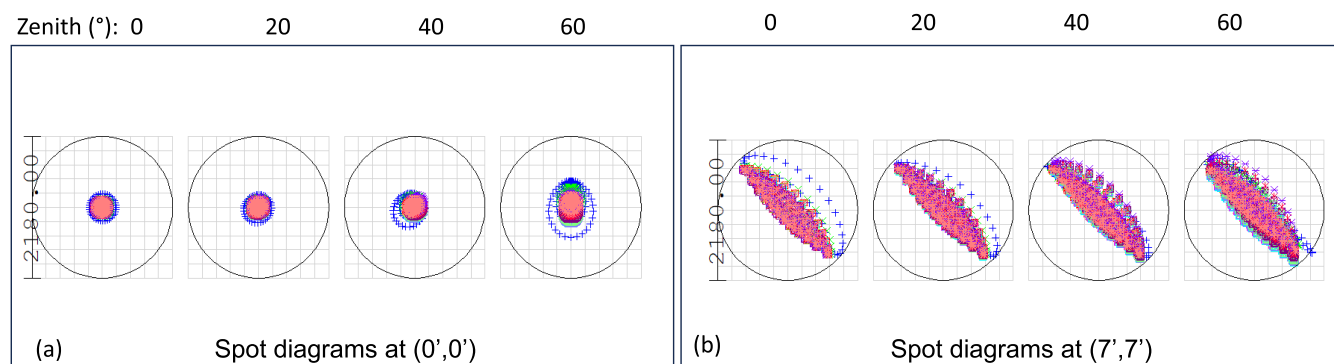 Zenith (°): 0 20 40 60
0 20 40 60
2180.00
2180.00
(a) Spot diagrams at (0’,0’)
(b) Spot diagrams at (7’,7’)